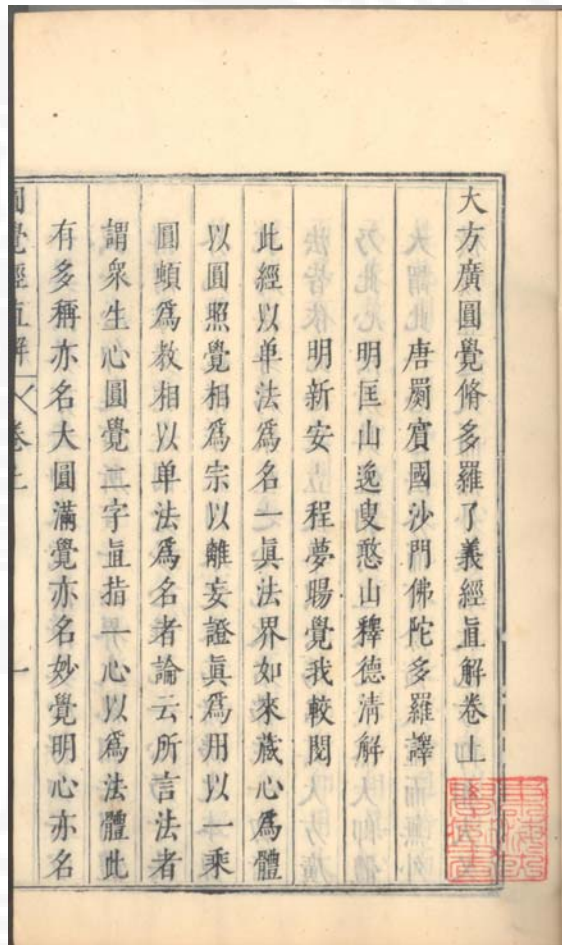 大方廣圓覺脩多羅了義經直解卷上
唐罽賓國沙門佛陀多羅譯
明匡山逸叟憨山釋德清解
明新安 程夢暘覺我較閱
此經以单法爲名一眞法界如來藏心爲體
以圓照覺相爲宗以離妄證眞爲用以一乘
圓頓爲教相以单法爲名者論云所言法者
謂衆生心圓覺二字直指一心以爲法體此
有多稱亦名大圓滿覺亦名妙覺明心亦名
圓覺經直解 卷上 一